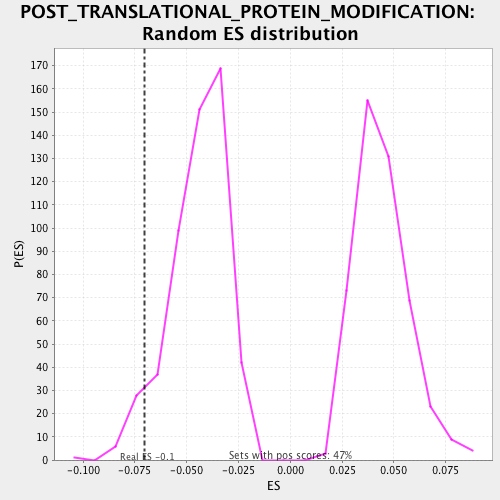 POST_TRANSLATIONAL_PROTEIN_MODIFICATION:
Random ES distribution
170
160
150
140
130
120
110
100
90
80
70
60
50
40
30
20
10
0
P(ES)
Real ES -0.1
Sets with pos scores: 47%
-0.100 -0.075 -0.050 -0.025 0.000 0.025 0.050 0.075
ES